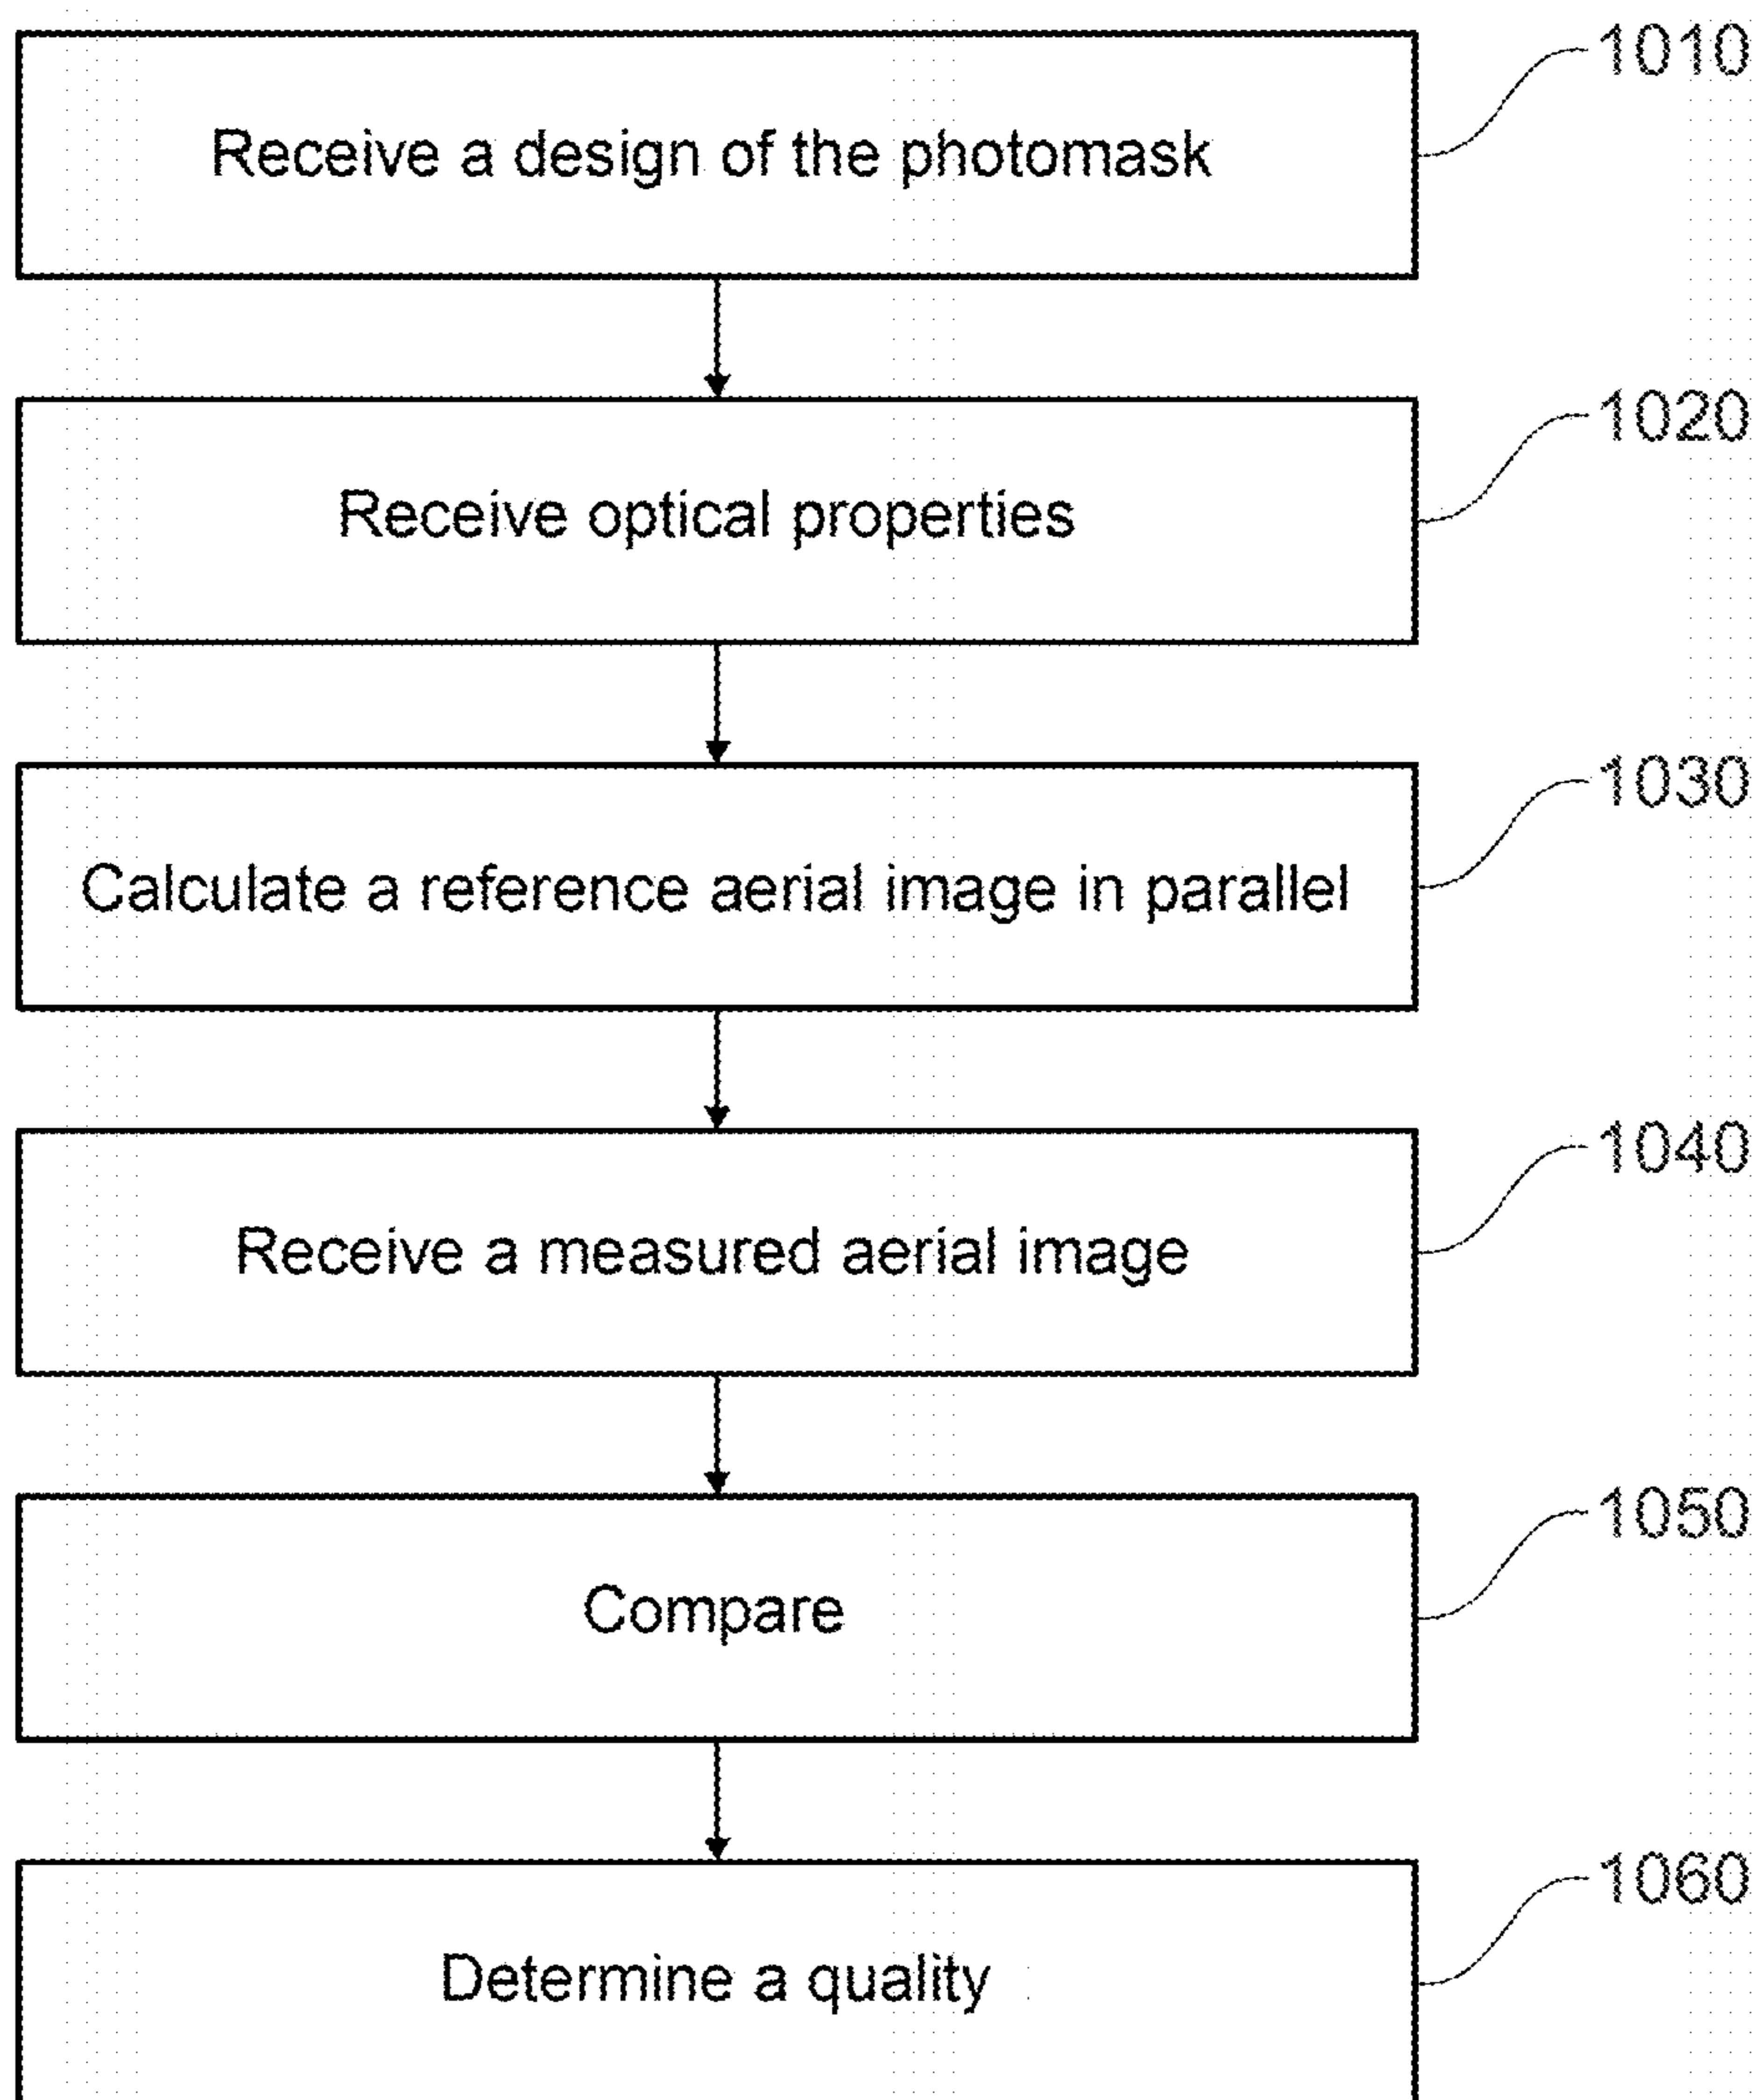 1010
Receive a design of the photomask
1020
Receive optical properties
1030
Calculate a reference aerial image in parallel
1040
Receive a measured aerial image
1050
Compare
1060
Determine a quality